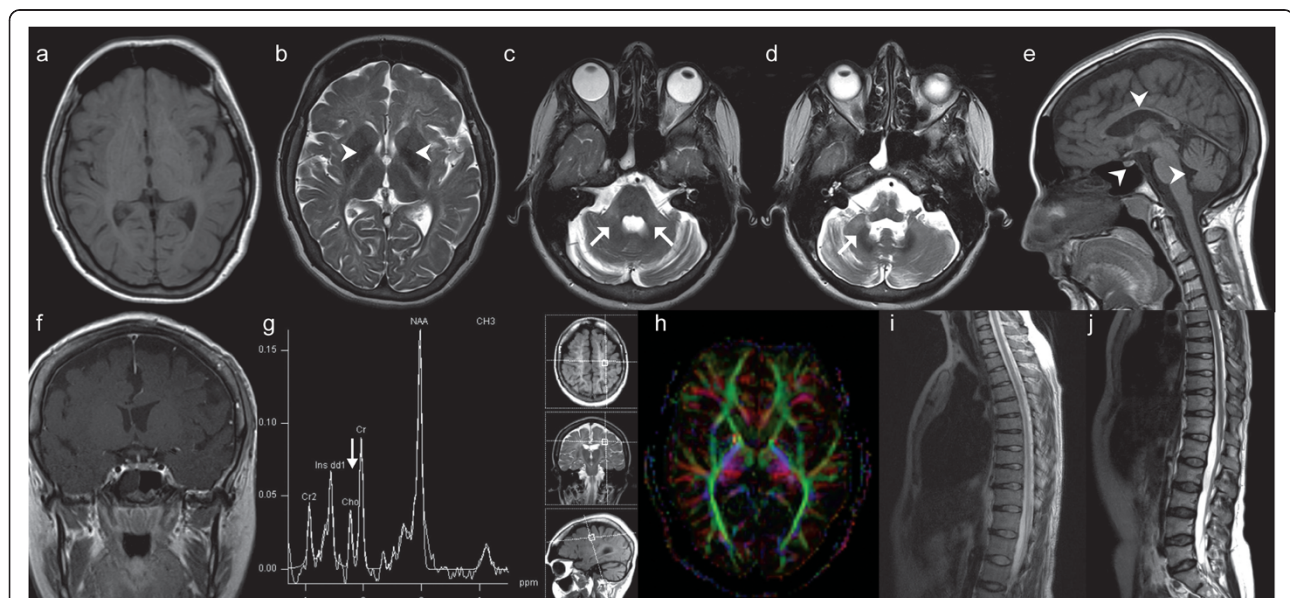 a b c d e
f g h i j
NAA CH3
0.15
0.10
Cr
Ins dd1
0.05
Cr2
Cho
0.00
ppm